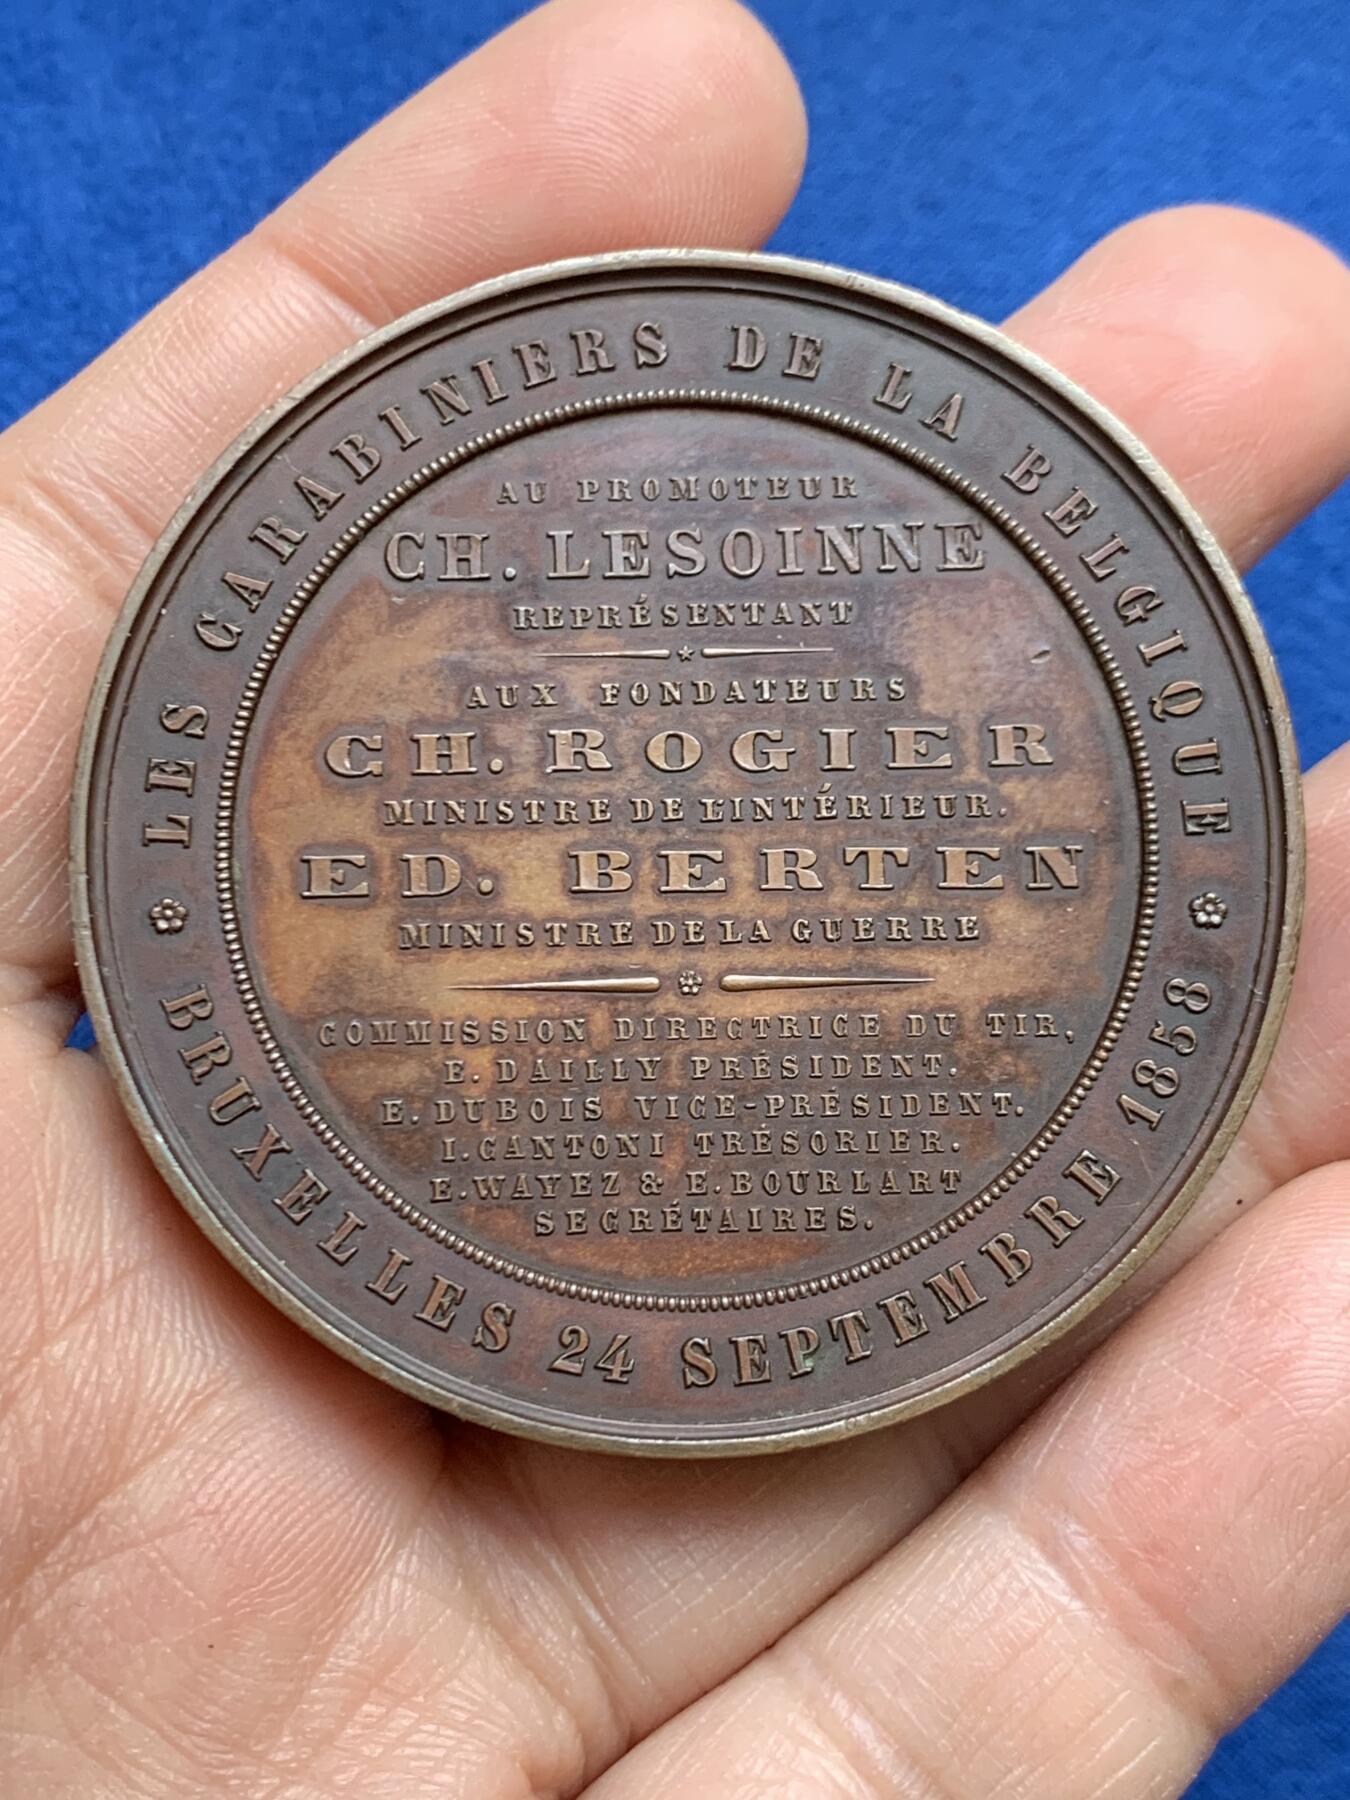 LES CARABINIERS DE LA BELGIQUE
AU PROMOTEUR
CH. LESOINNE
REPRÉSENTANT
AUX FONDATEURS
CH. ROGIER
MINISTRE DE L'INTÉRIEUR.
ED. BERTEN
MINISTRE DE LA GUERRE
COMMISSION DIRECTRICE DU TIR,
E. DAILLY PRÉSIDENT.
E. DUBOIS VICE-PRÉSIDENT.
I. CANTONI TRÉSORIER.
E. WAYEZ & E. BOURLART
SECRÉTAIRES.
BRUXELLES 24 SEPTEMBRE 1858